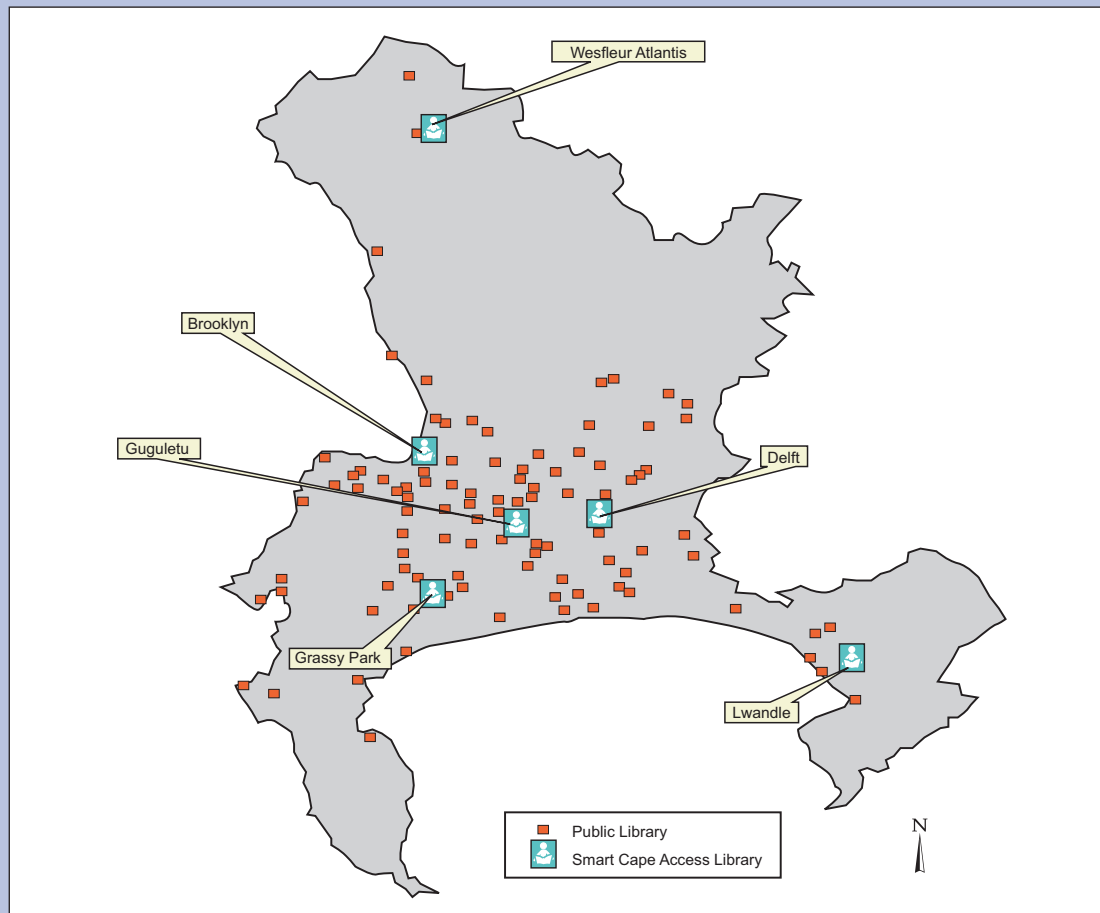 Wesfleur Atlantis
Brooklyn
Guguletu
Delft
Grassy Park
Lwandle
Public Library
Smart Cape Access Library
N